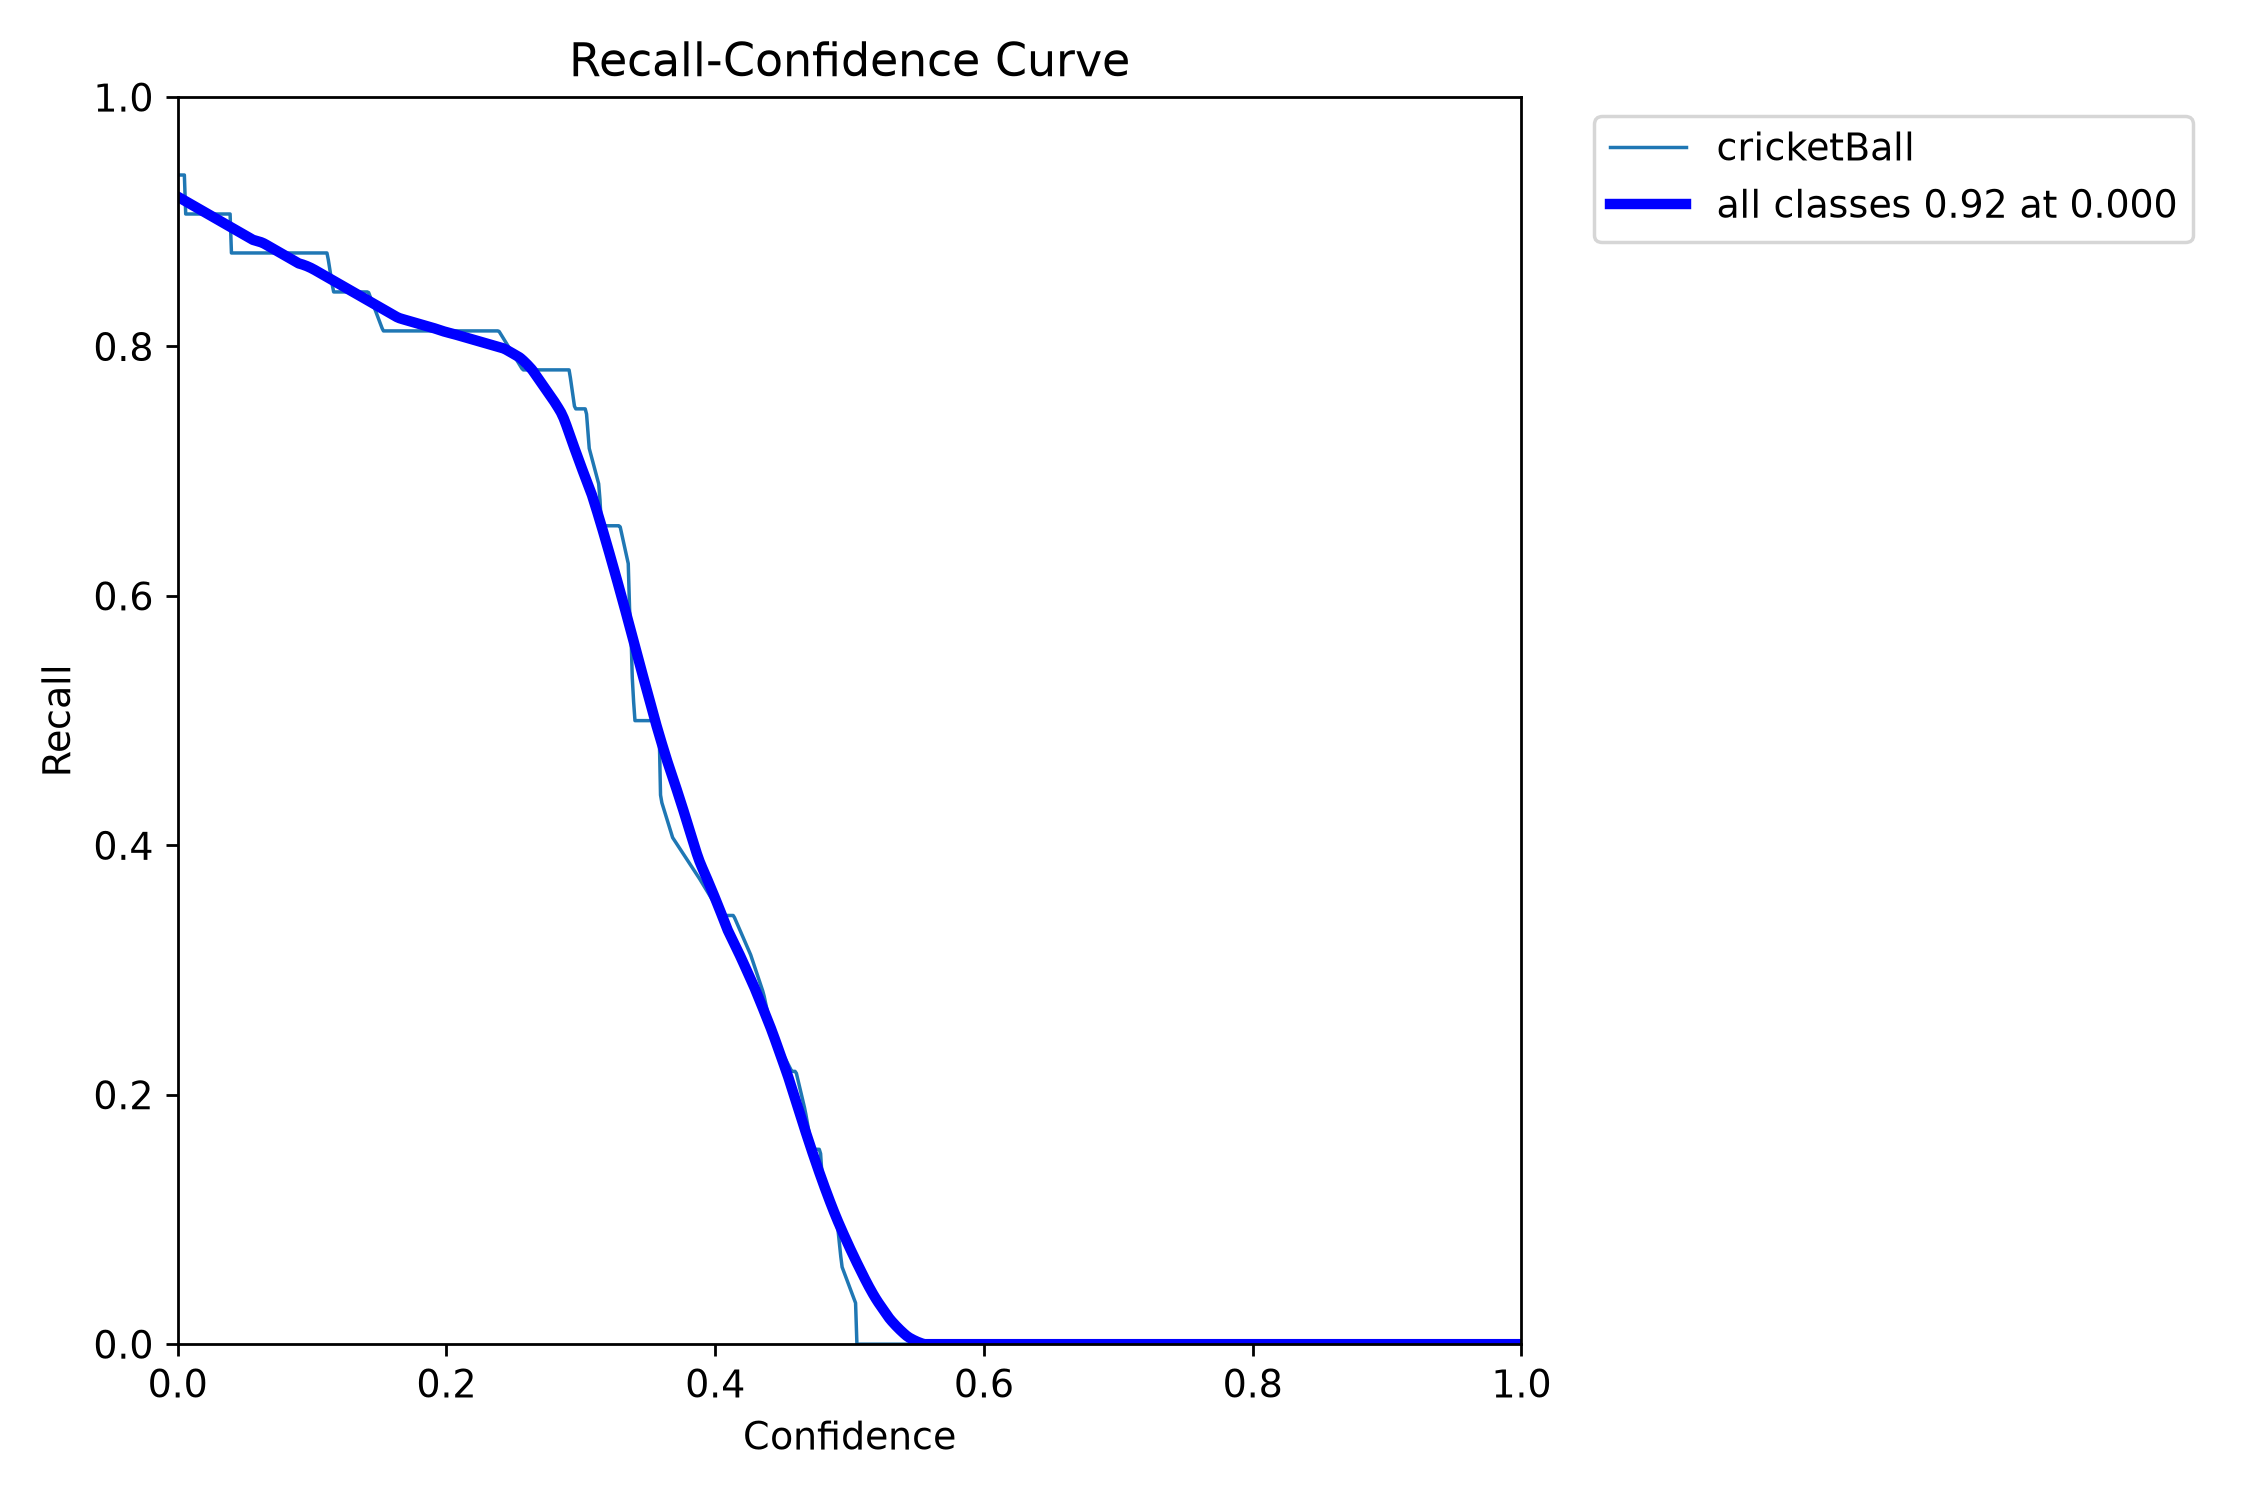 Recall-Confidence Curve
cricketBall
all classes 0.92 at 0.000
1.0
0.8
0.6
0.4
0.2
0.0
Recall
0.0 0.2 0.4 0.6 0.8 1.0
Confidence